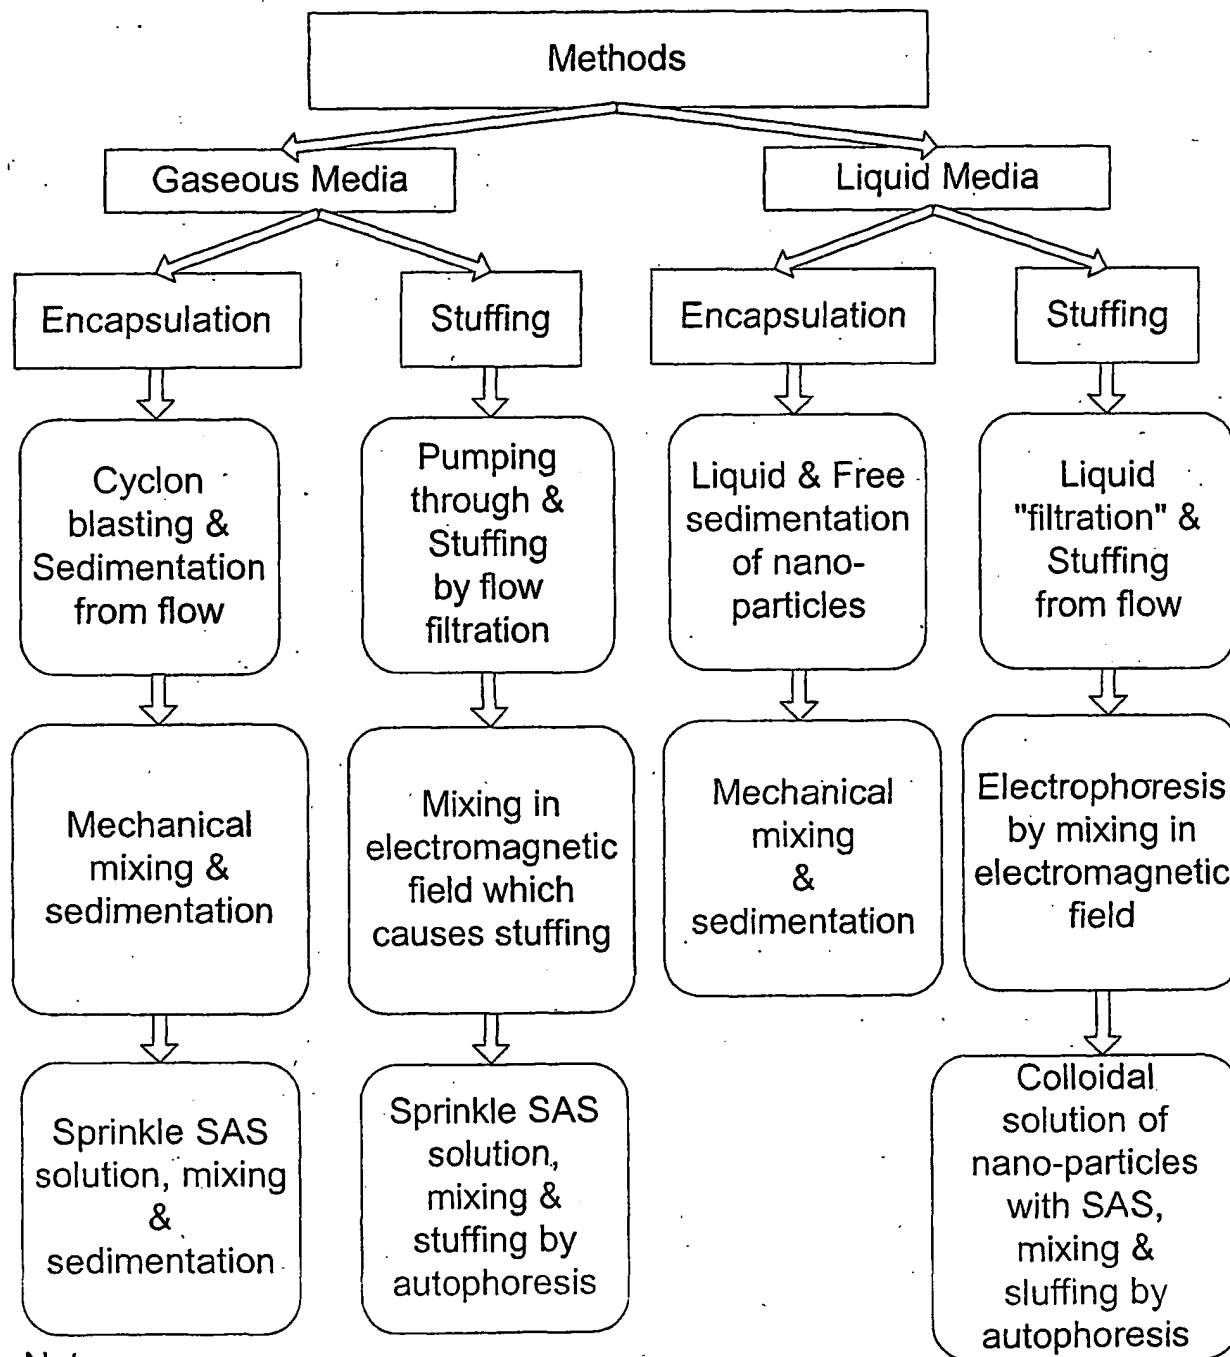 Methods
Gaseous Media
Liquid Media
Encapsulation
Stuffing
Encapsulation
Stuffing
Cyclon
blasting &
Sedimentation
from flow
Pumping
through &
Stuffing
by flow
filtration
Liquid & Free
sedimentation
of nano-
particles
Liquid
"filtration" &
Stuffing
from flow
Mechanical
mixing &
sedimentation
Mixing in
electromagnetic
field which
causes stuffing
Mechanical
mixing
&
sedimentation
Electrophoresis
by mixing in
electromagnetic
field
Sprinkle SAS
solution, mixing
&
sedimentation
Sprinkle SAS
solution,
mixing &
stuffing by
autophoresis
Colloidal
solution of
nano-particles
with SAS,
mixing &
sluffing by
autophoresis